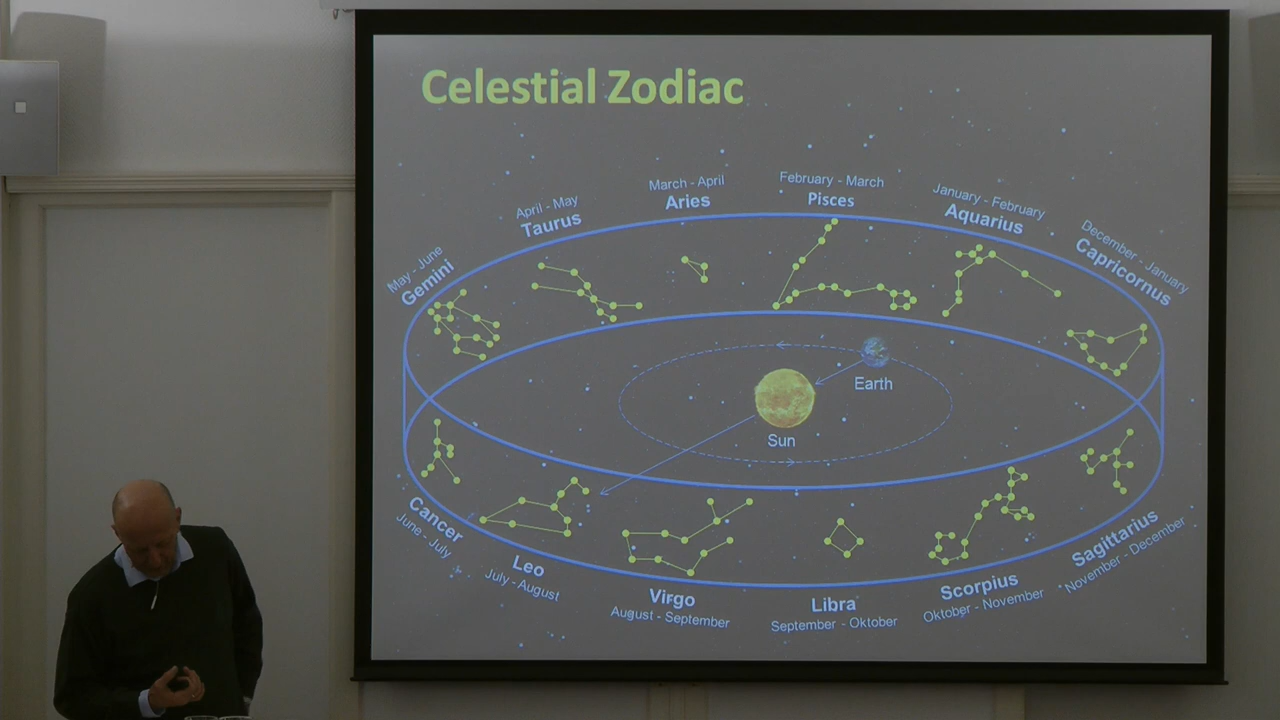 Celestial Zodiac
February - March
Pisces
March - April
Aries
January - February
Aquarius
April - May
Taurus
December - January
Capricornus
May - June
Gemini
Earth
Sun
Cancer
June - July
Leo
July - August
Virgo
August - September
Libra
September - Oktober
Scorpius
Oktober - November
Sagittarius
November - December